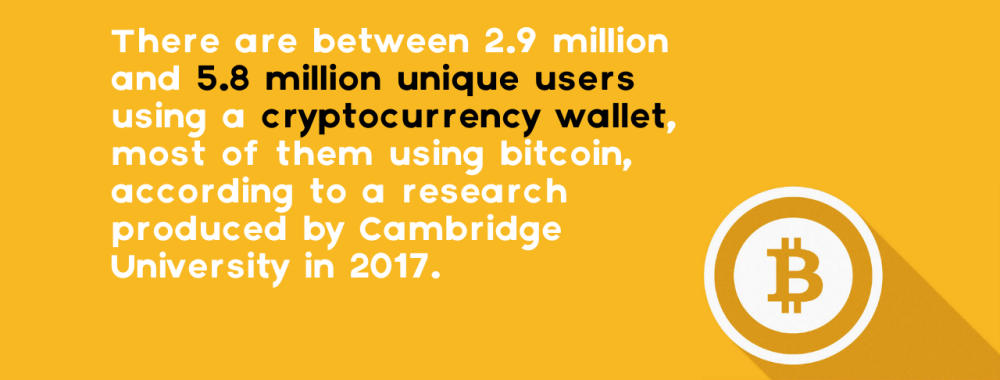 There are between 2.9 million
and 5.8 million unique users
using a cryptocurrency wallet,
most of them using bitcoin,
according to a research
produced by Cambridge
University in 2017.